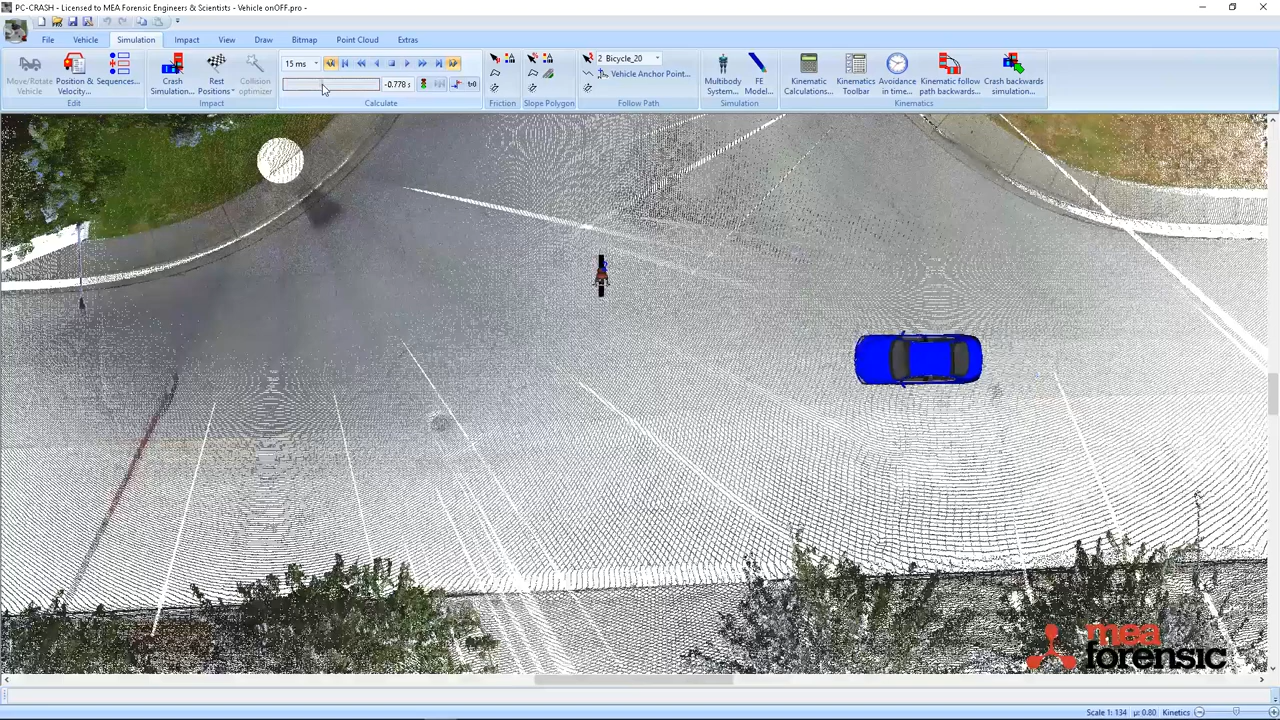 PC-CRASH - Licensed to MEA Forensic Engineers & Scientists - Vehicle onOFF.pro -
File Vehicle Simulation Impact View Draw Bitmap Point Cloud Extras
Move/Rotate Vehicle
Position & Velocity...
Sequences...
Edit
Crash Simulation...
Rest Positions
Collision optimizer
Impact
15 ms
-0.778 s
Calculate
Friction
Slope Polygon
2 Bicycle_20
Vehicle Anchor Point...
Follow Path
Multibody System...
FE Model...
Simulation
Kinematic Calculations...
Kinematics Toolbar
Avoidance in time...
Kinematic follow path backwards...
Crash backwards simulation...
Kinematics
mea
forensic
Scale 1: 134 µ: 0.80 Kinetics